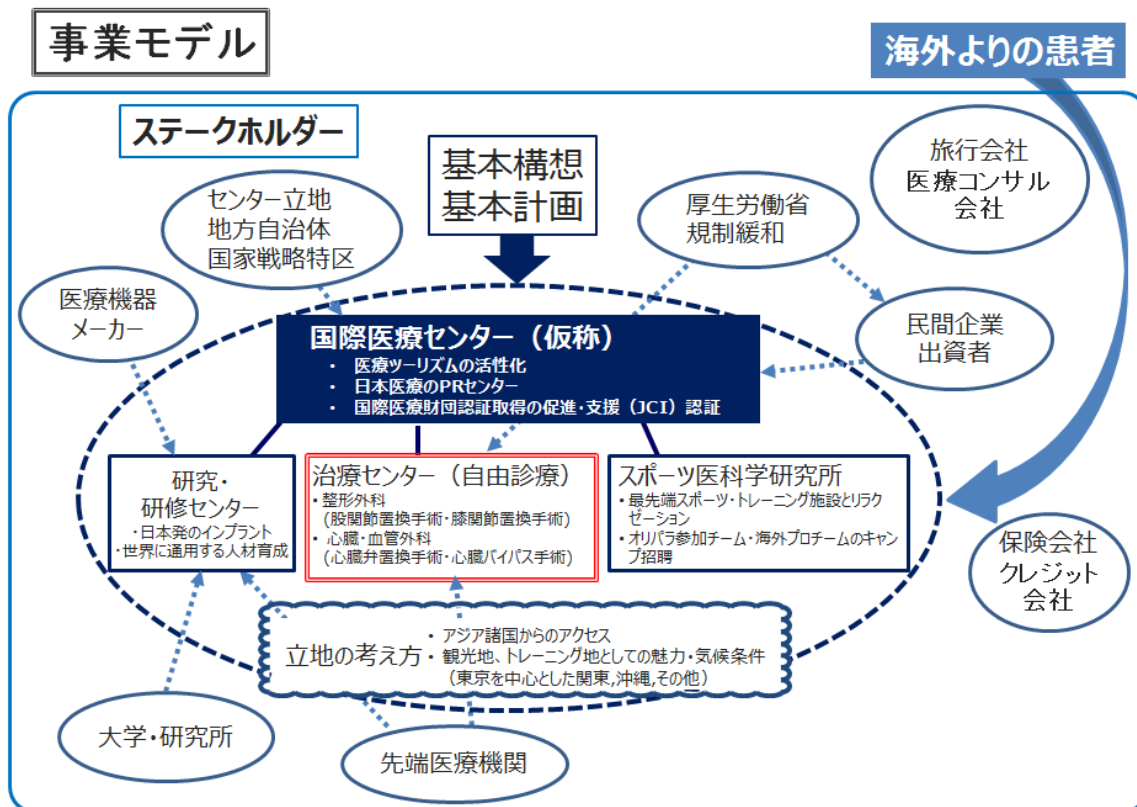 事業モデル
海外よりの患者
ステークホルダー
基本構想
基本計画
旅行会社
医療コンサル
会社
センター立地
地方自治体
国家戦略特区
厚生労働省
規制緩和
医療機器
メーカー
民間企業
出資者
国際医療センター（仮称）
・ 医療ツーリズムの活性化
・ 日本医療のPRセンター
・ 国際医療財団認証取得の促進・支援（JCI）認証
研究・
研修センター
・日本発のインプラント
・世界に通用する人材育成
治療センター（自由診療）
・整形外科
(股関節置換手術・膝関節置換手術)
・ 心臓・血管外科
(心臓弁置換手術・心臓バイパス手術)
スポーツ医科学研究所
・ 最先端スポーツ・トレーニング施設とリラク
ゼーション
・ オリパラ参加チーム・海外プロチームのキャン
プ招聘
保険会社
クレジット
会社
立地の考え方
・ アジア諸国からのアクセス
・ 観光地、トレーニング地としての魅力・気候条件
（東京を中心とした関東,沖縄,その他）
大学・研究所
先端医療機関